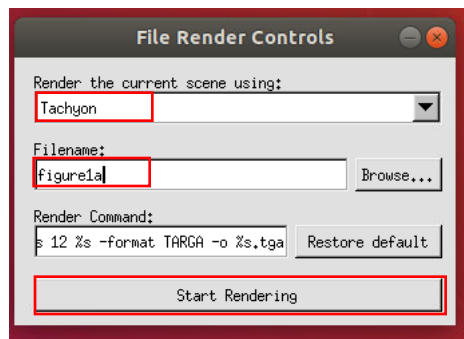 File Render Controls
Render the current scene using:
Tachyon
Filename:
figure1a
Browse...
Render Command:
s 12 %s -format TARGA -o %s.tga
Restore default
Start Rendering